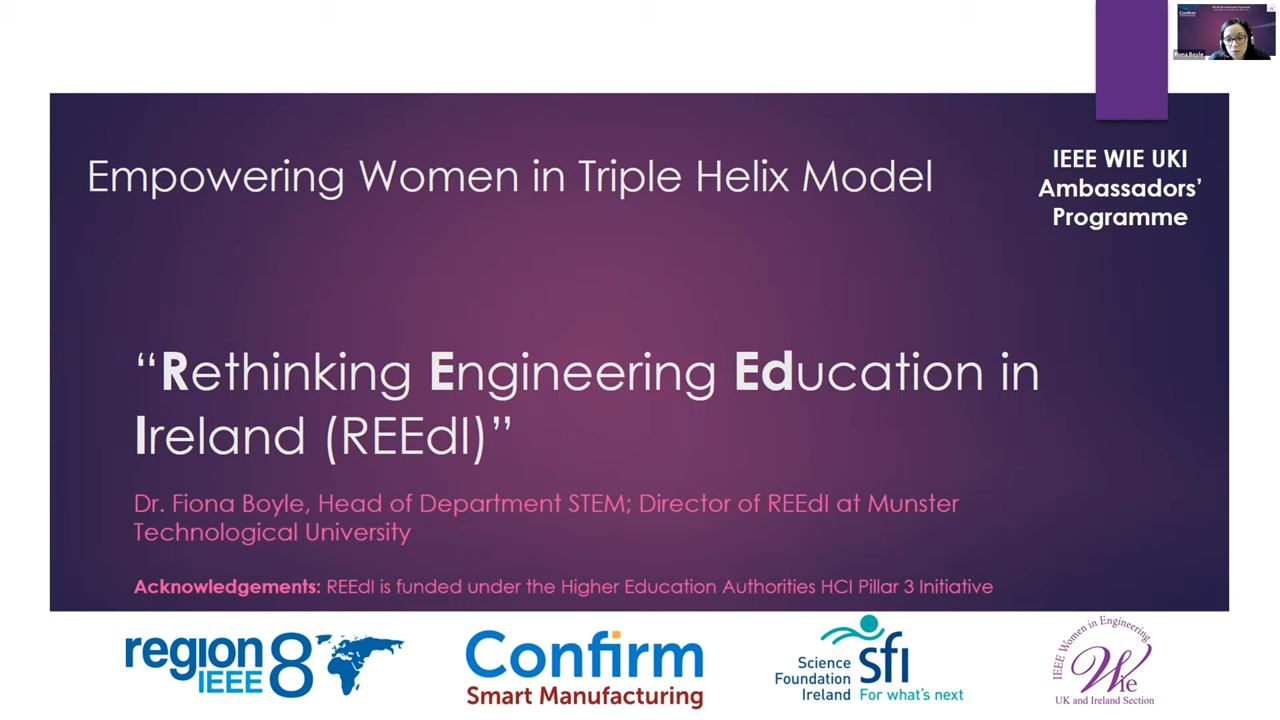 Empowering Women in Triple Helix Model
IEEE WIE UKI
Ambassadors’
Programme
“Rethinking Engineering Education in
Ireland (REEdI)”
Dr. Fiona Boyle, Head of Department STEM; Director of REEdI at Munster
Technological University
Acknowledgements: REEdI is funded under the Higher Education Authorities HCI Pillar 3 Initiative
region 8
IEEE
Confirm
Smart Manufacturing
Science
Foundation
Ireland
sfi
For what's next
IEEE Women in Engineering
Wie
UK and Ireland Section
Confirm
Fiona Boyle